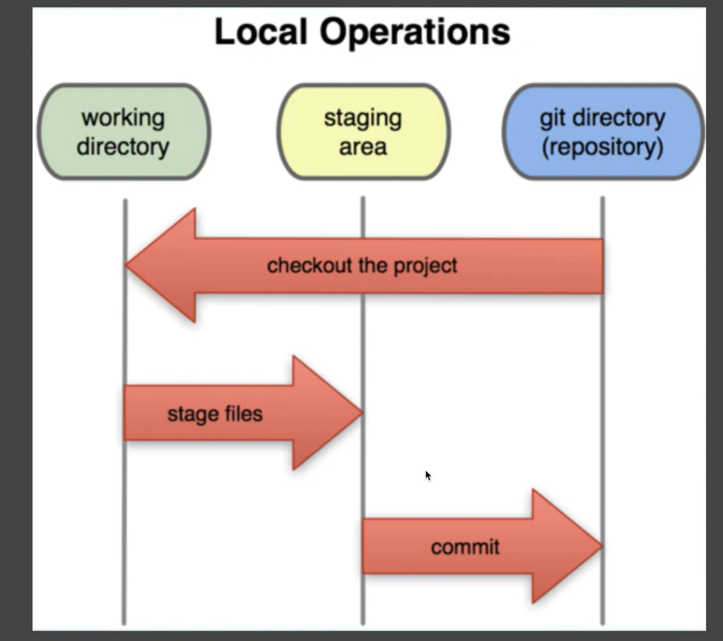 Local Operations
working
directory
staging
area
git directory
(repository)
checkout the project
stage files
commit